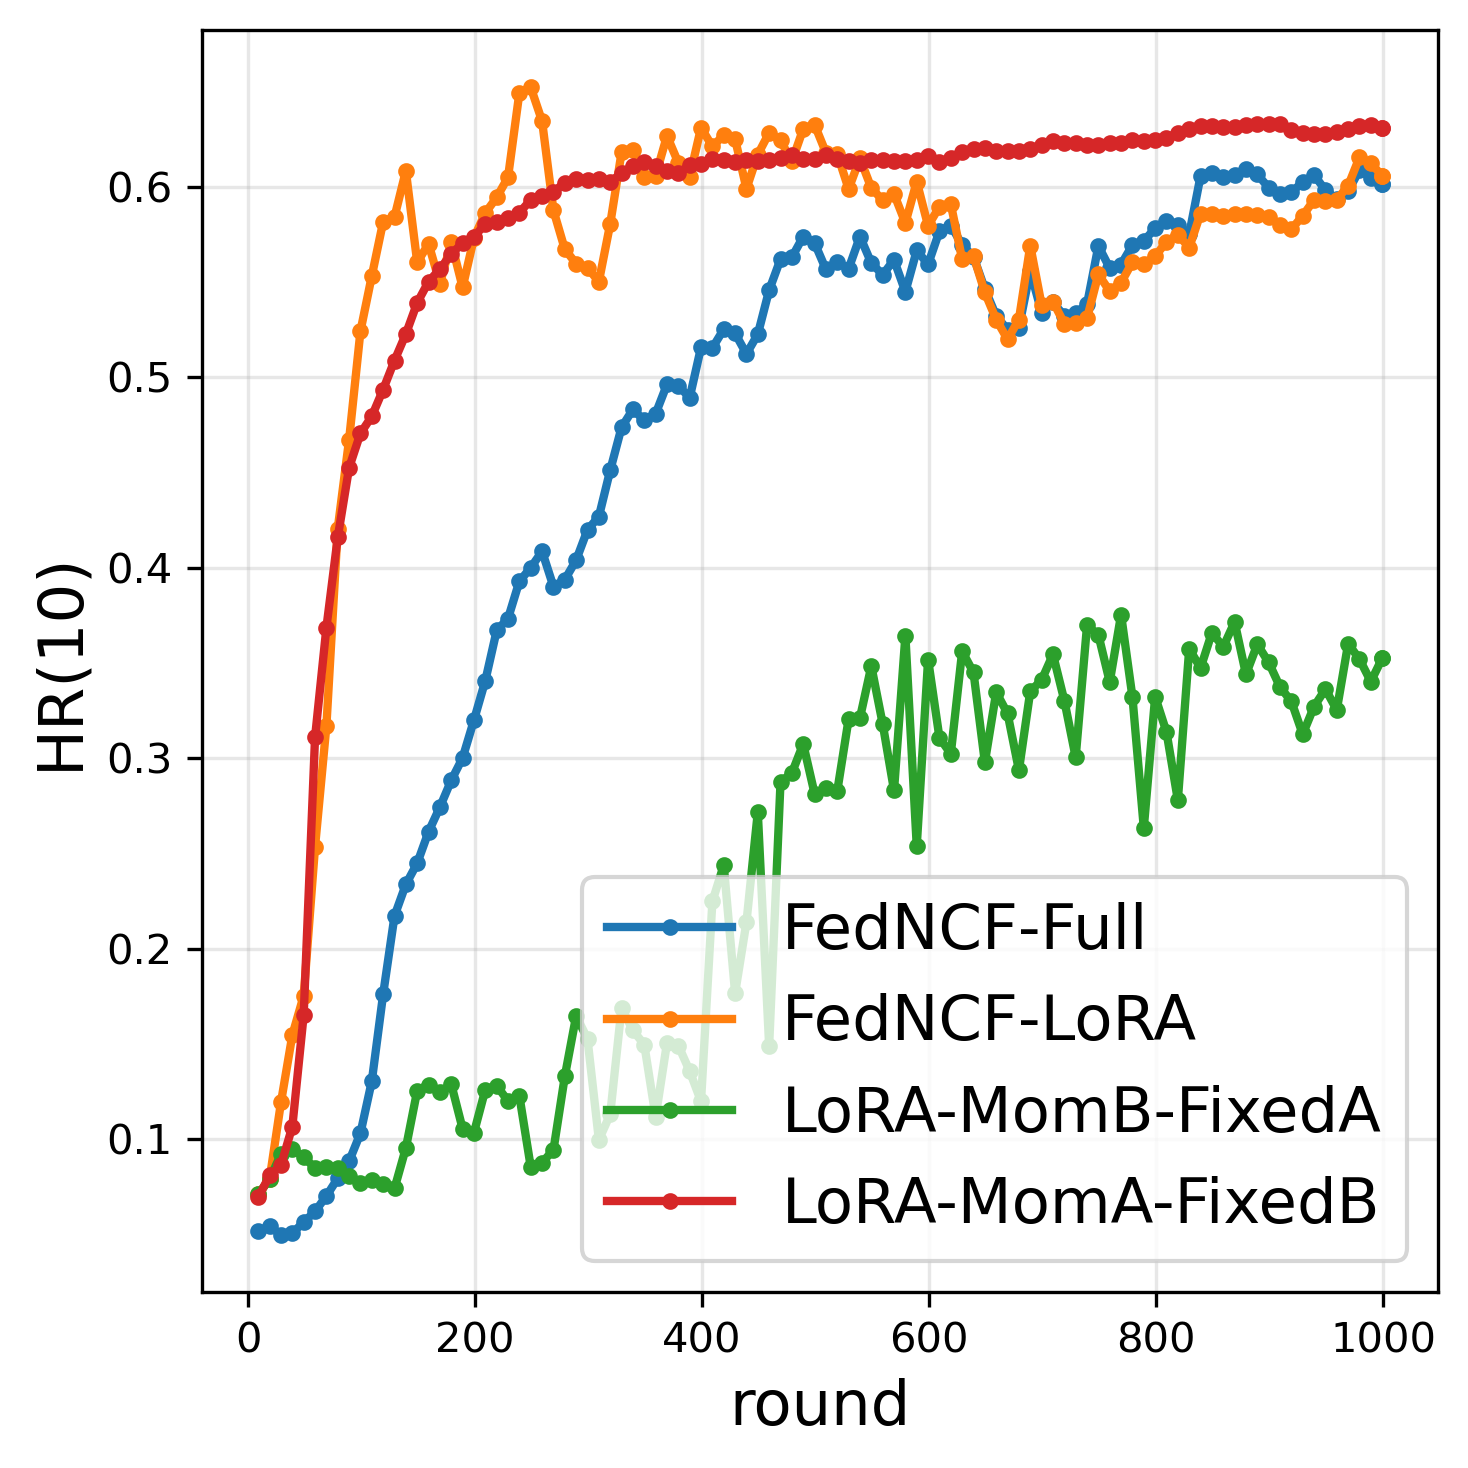 HR(10)
0.6
0.5
0.4
0.3
0.2
0.1
FedNCF-Full
FedNCF-LoRA
LoRA-MomB-FixedA
LoRA-MomA-FixedB
0 200 400 600 800 1000
round